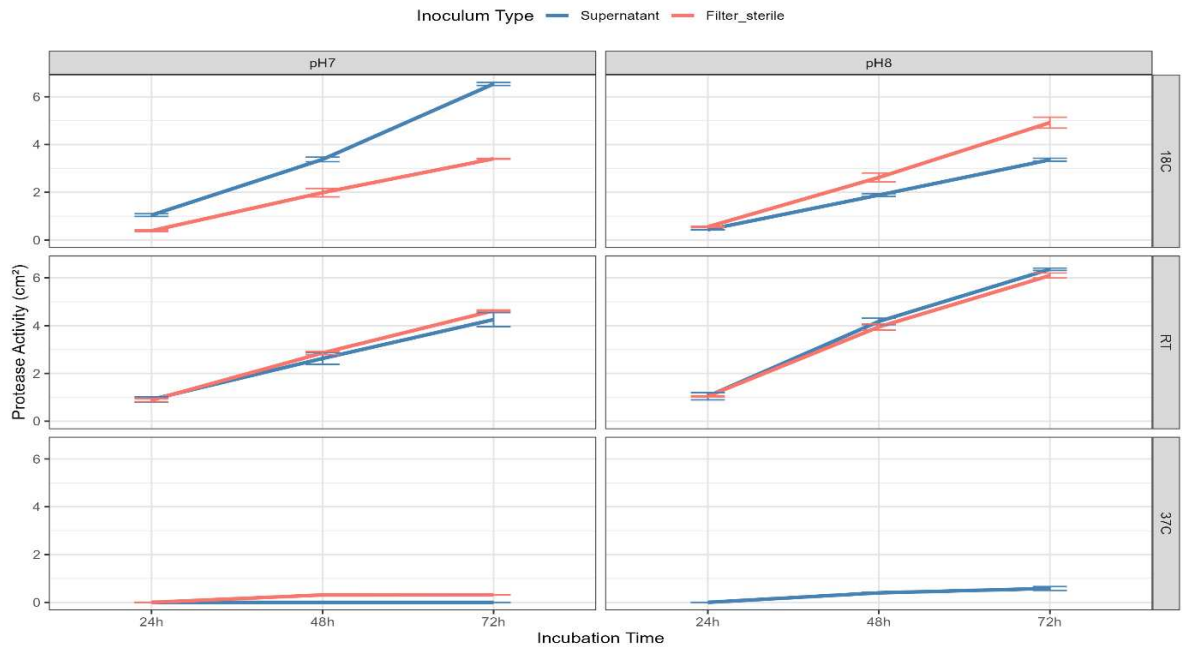 Inoculum Type Supernatant Filter_sterile
pH7 pH8
6
4
2
0
18C
6
4
2
0
RT
6
4
2
0
37C
Protease Activity (cm²)
24h 48h 72h 24h 48h 72h
Incubation Time